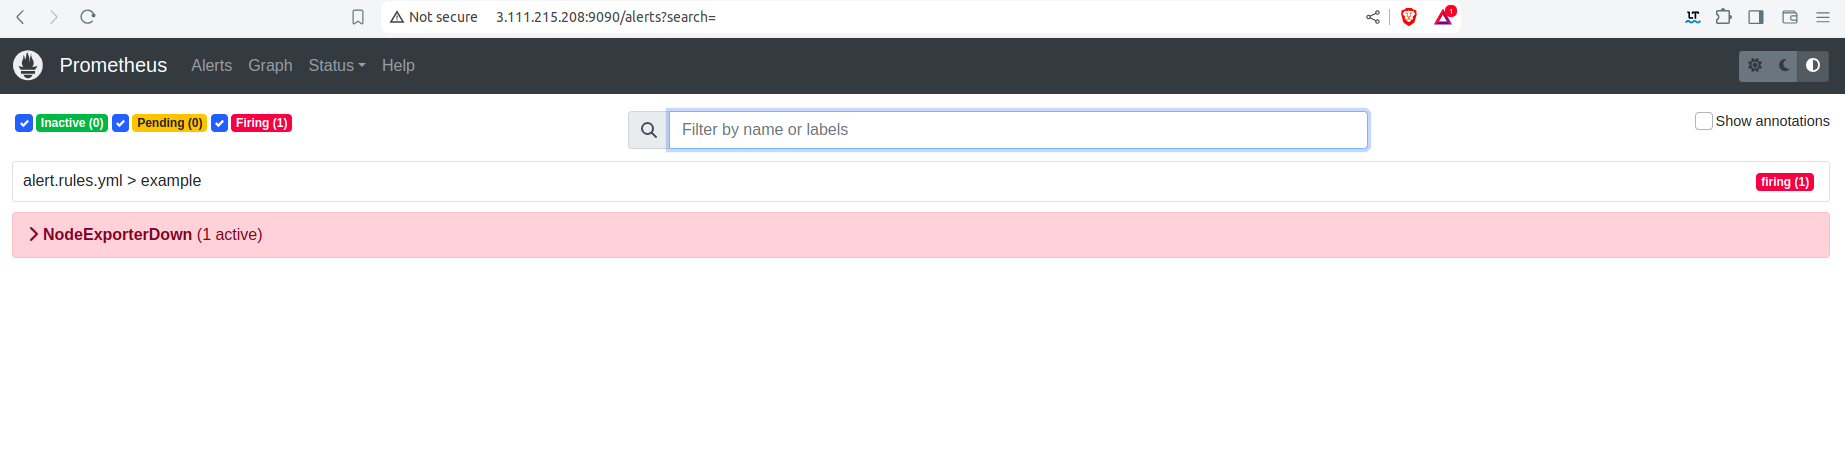 Not secure 3.111.215.208:9090/alerts?search= 1 LT
Prometheus Alerts Graph Status Help
Inactive (0) Pending (0) Firing (1) Filter by name or labels Show annotations
alert.rules.yml > example firing (1)
NodeExporterDown (1 active)